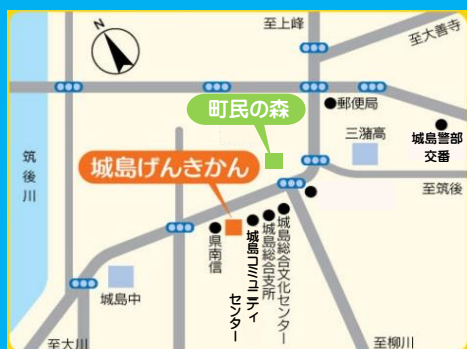 N
至上峰
至大善寺
郵便局
町民の森
三潴高
城島警部
交番
筑後川
城島げんきかん
至筑後
県南信
城島コミュニティ
センター
城島総合支所
城島総合文化センター
城島中
至大川
至柳川